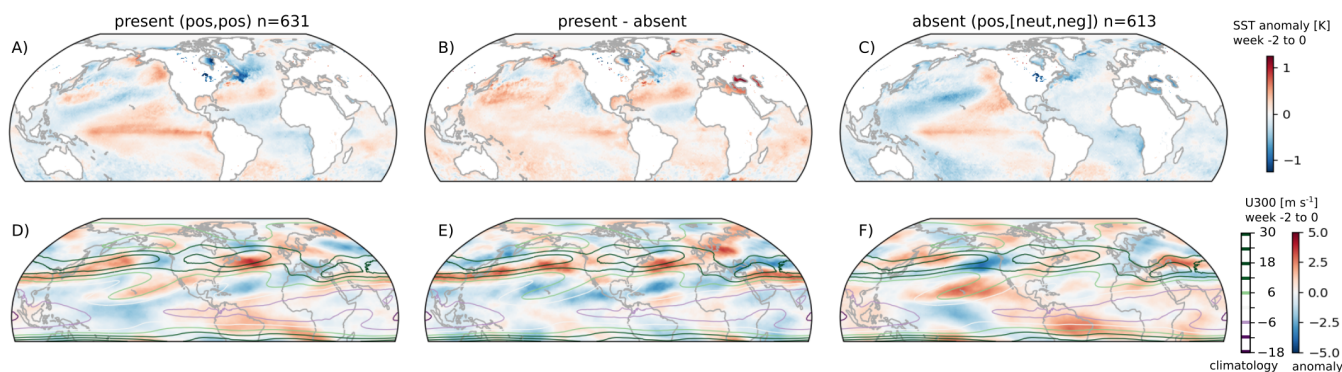 present (pos,pos) n=631
present - absent
absent (pos,[neut,neg]) n=613
SST anomaly [K]
week -2 to 0
A)
B)
C)
1
0
−1
U300 [m s⁻¹]
week -2 to 0
D)
E)
F)
30
18
6
−6
−18
5.0
2.5
0.0
−2.5
−5.0
climatology
anomaly